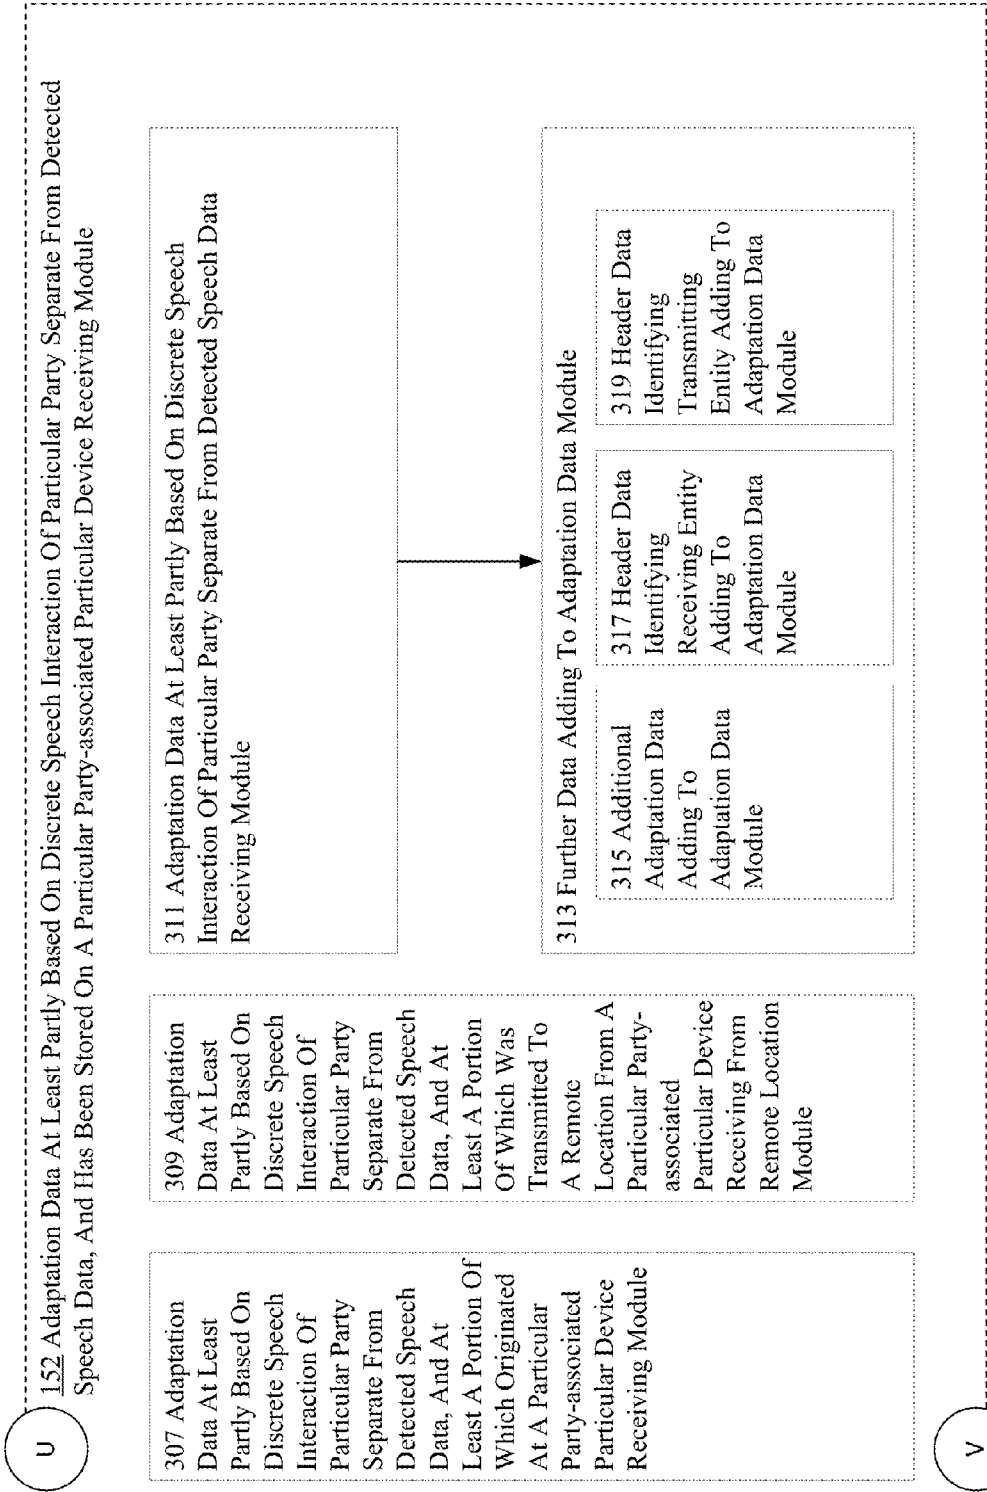 U
152 Adaptation Data At Least Partly Based On Discrete Speech Interaction Of Particular Party Separate From Detected
Speech Data, And Has Been Stored On A Particular Party-associated Particular Device Receiving Module
307 Adaptation
Data At Least
Partly Based On
Discrete Speech
Interaction Of
Particular Party
Separate From
Detected Speech
Data, And At
Least A Portion Of
Which Originated
At A Particular
Party-associated
Particular Device
Receiving Module
309 Adaptation
Data At Least
Partly Based On
Discrete Speech
Interaction Of
Particular Party
Separate From
Detected Speech
Data, And At
Least A Portion
Of Which Was
Transmitted To
A Remote
Location From A
Particular Party-
associated
Particular Device
Receiving From
Remote Location
Module
311 Adaptation Data At Least Partly Based On Discrete Speech
Interaction Of Particular Party Separate From Detected Speech Data
Receiving Module
313 Further Data Adding To Adaptation Data Module
315 Additional
Adaptation Data
Adding To
Adaptation Data
Module
317 Header Data
Identifying
Receiving Entity
Adding To
Adaptation Data
Module
319 Header Data
Identifying
Transmitting
Entity Adding To
Adaptation Data
Module
V